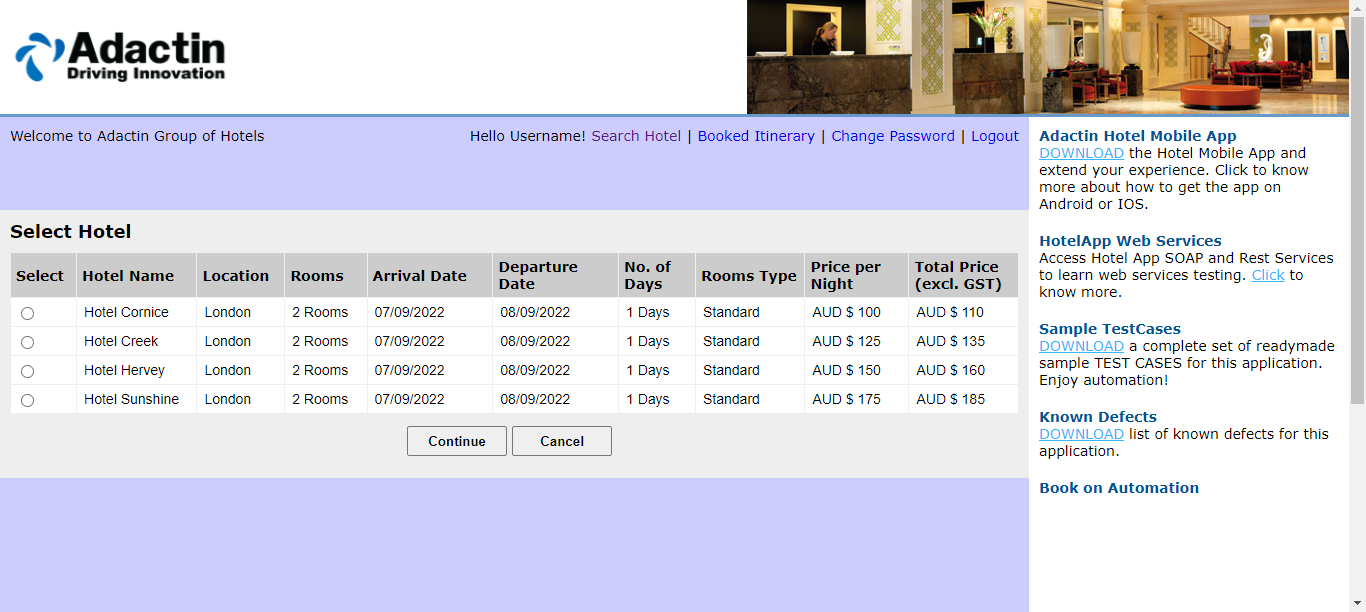 Adactin
Driving Innovation
Welcome to Adactin Group of Hotels
Hello Username! Search Hotel | Booked Itinerary | Change Password | Logout
Select Hotel
Select Hotel Name Location Rooms Arrival Date Departure Date No. of Days Rooms Type Price per Night Total Price (excl. GST)
Hotel Cornice London 2 Rooms 07/09/2022 08/09/2022 1 Days Standard AUD $ 100 AUD $ 110
Hotel Creek London 2 Rooms 07/09/2022 08/09/2022 1 Days Standard AUD $ 125 AUD $ 135
Hotel Hervey London 2 Rooms 07/09/2022 08/09/2022 1 Days Standard AUD $ 150 AUD $ 160
Hotel Sunshine London 2 Rooms 07/09/2022 08/09/2022 1 Days Standard AUD $ 175 AUD $ 185
Continue Cancel
Adactin Hotel Mobile App
DOWNLOAD the Hotel Mobile App and
extend your experience. Click to know
more about how to get the app on
Android or IOS.
HotelApp Web Services
Access Hotel App SOAP and Rest Services
to learn web services testing. Click to
know more.
Sample TestCases
DOWNLOAD a complete set of readymade
sample TEST CASES for this application.
Enjoy automation!
Known Defects
DOWNLOAD list of known defects for this
application.
Book on Automation